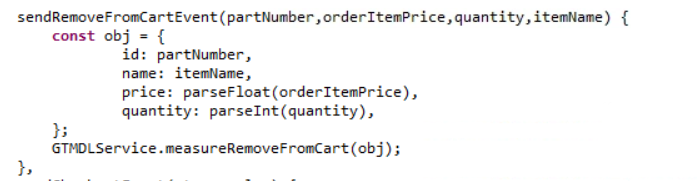 sendRemoveFromCartEvent(partNumber,orderItemPrice,quantity,itemName) {
const obj = {
id: partNumber,
name: itemName,
price: parseFloat(orderItemPrice),
quantity: parseInt(quantity),
};
GTMDLService.measureRemoveFromCart(obj);
},